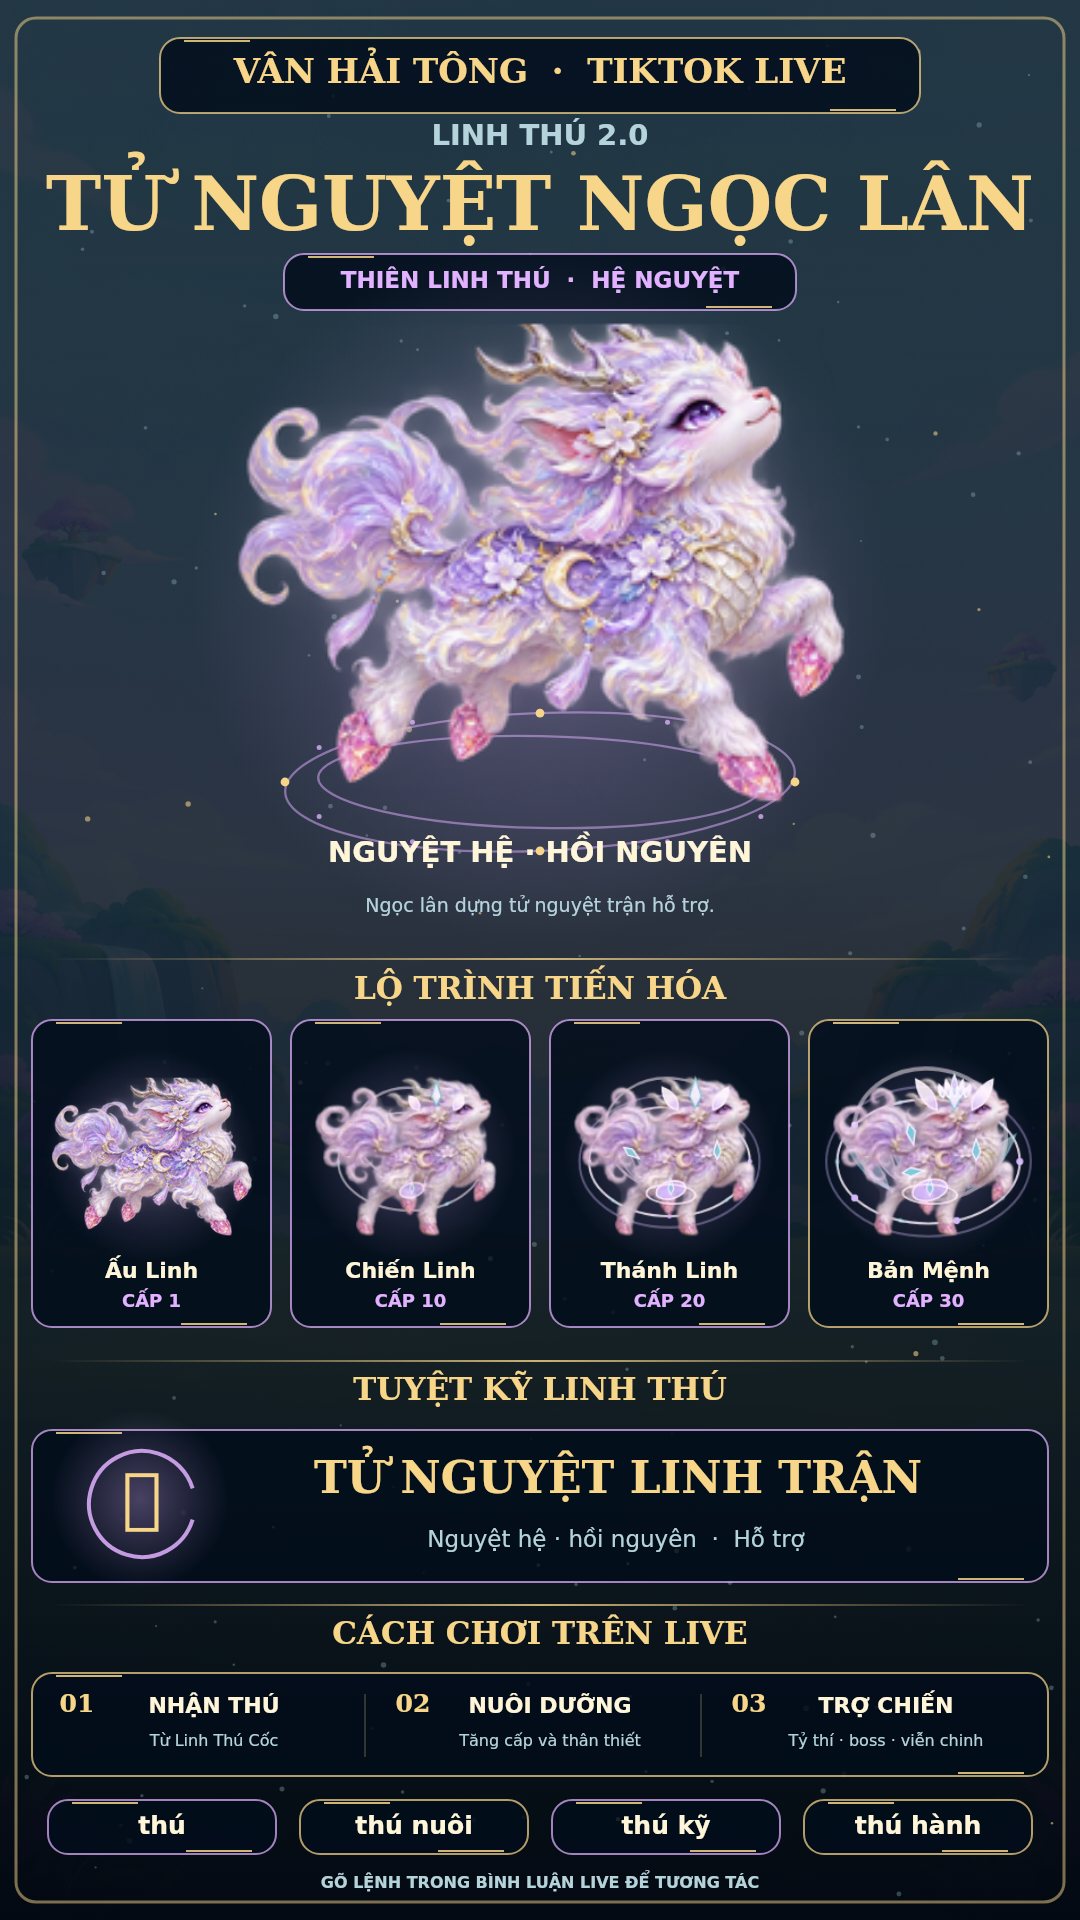 VÂN HẢI TÔNG · TIKTOK LIVE
LINH THÚ 2.0
TỬ NGUYỆT NGỌC LÂN
THIÊN LINH THÚ · HỆ NGUYỆT
NGUYỆT HỆ · HỒI NGUYÊN
Ngọc lân dựng tử nguyệt trận hỗ trợ.
LỘ TRÌNH TIẾN HÓA
Ấu Linh
CẤP 1
Chiến Linh
CẤP 10
Thánh Linh
CẤP 20
Bản Mệnh
CẤP 30
TUYỆT KỸ LINH THÚ
TỬ NGUYỆT LINH TRẬN
Nguyệt hệ · hồi nguyên · Hỗ trợ
CÁCH CHƠI TRÊN LIVE
01 NHẬN THÚ
Từ Linh Thú Cốc
02 NUÔI DƯỠNG
Tăng cấp và thân thiết
03 TRỢ CHIẾN
Tỷ thí · boss · viễn chinh
thú
thú nuôi
thú kỹ
thú hành
GÕ LỆNH TRONG BÌNH LUẬN LIVE ĐỂ TƯƠNG TÁC